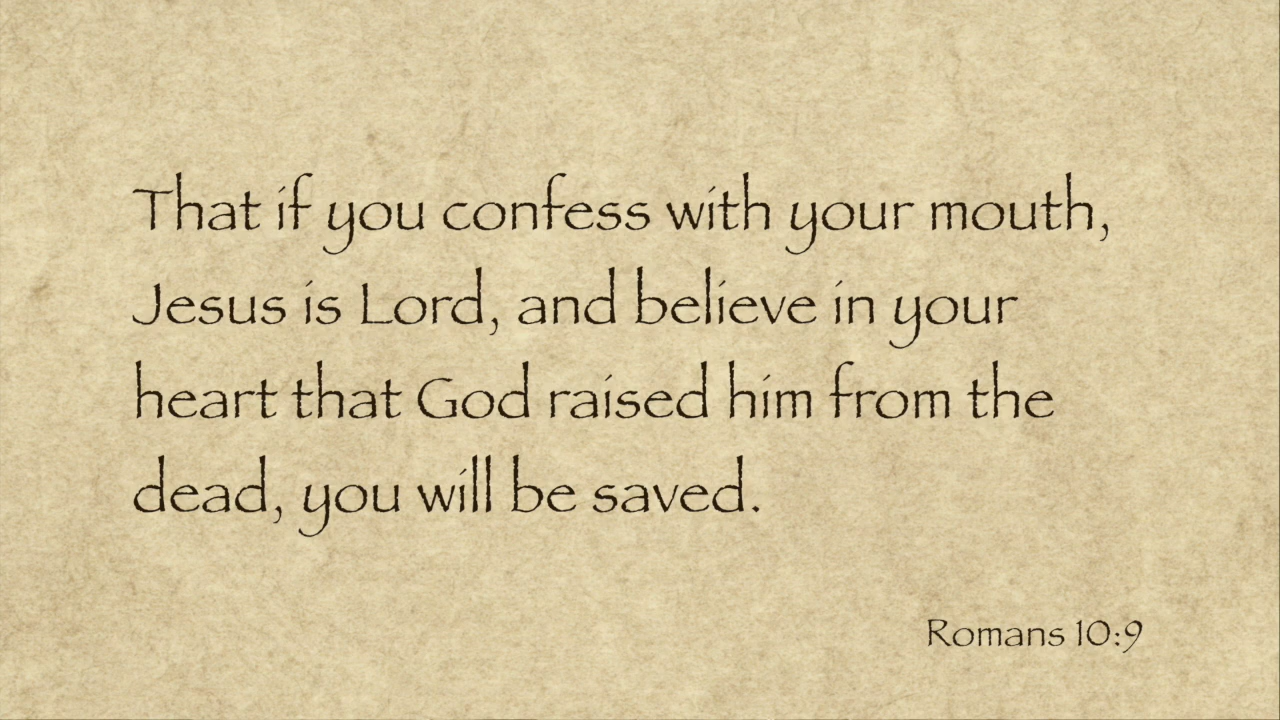 That if you confess with your mouth,
Jesus is Lord, and believe in your
heart that God raised him from the
dead, you will be saved.
Romans 10:9